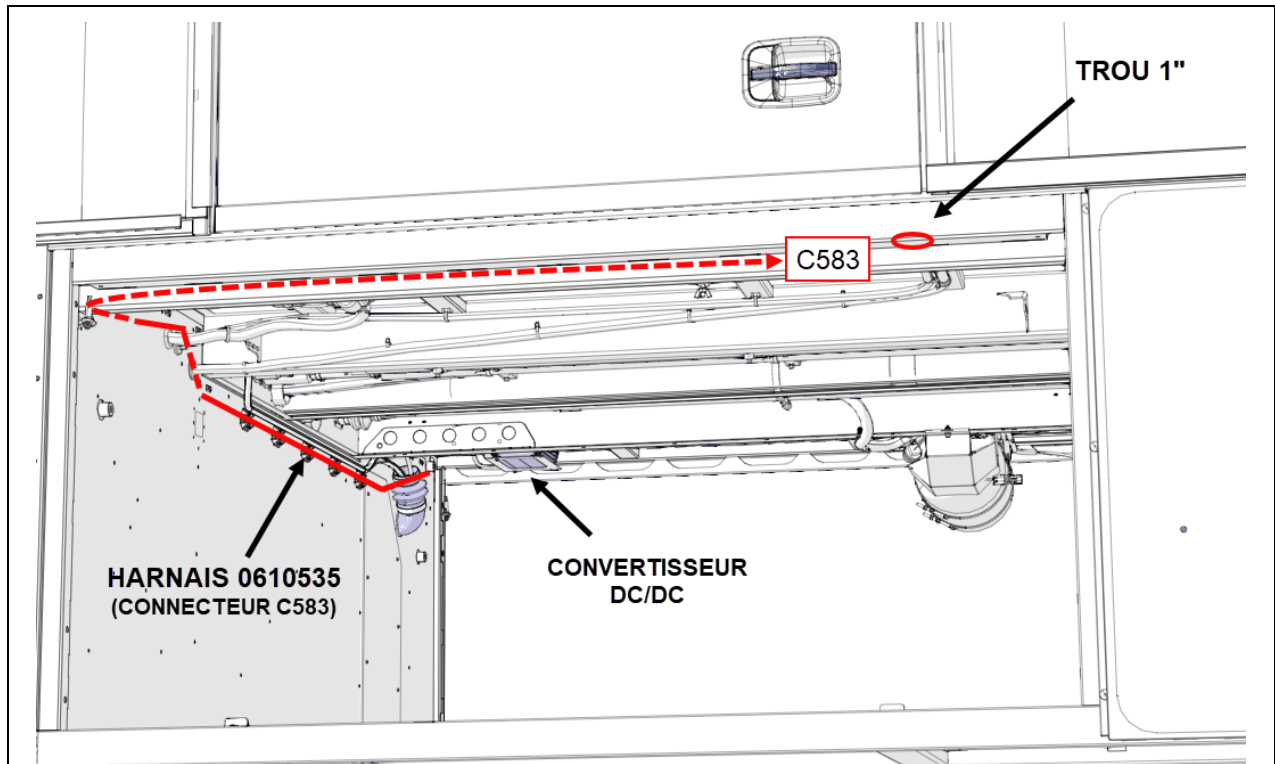 TROU 1"
C583
HARNAIS 0610535
(CONNECTEUR C583)
CONVERTISSEUR
DC/DC